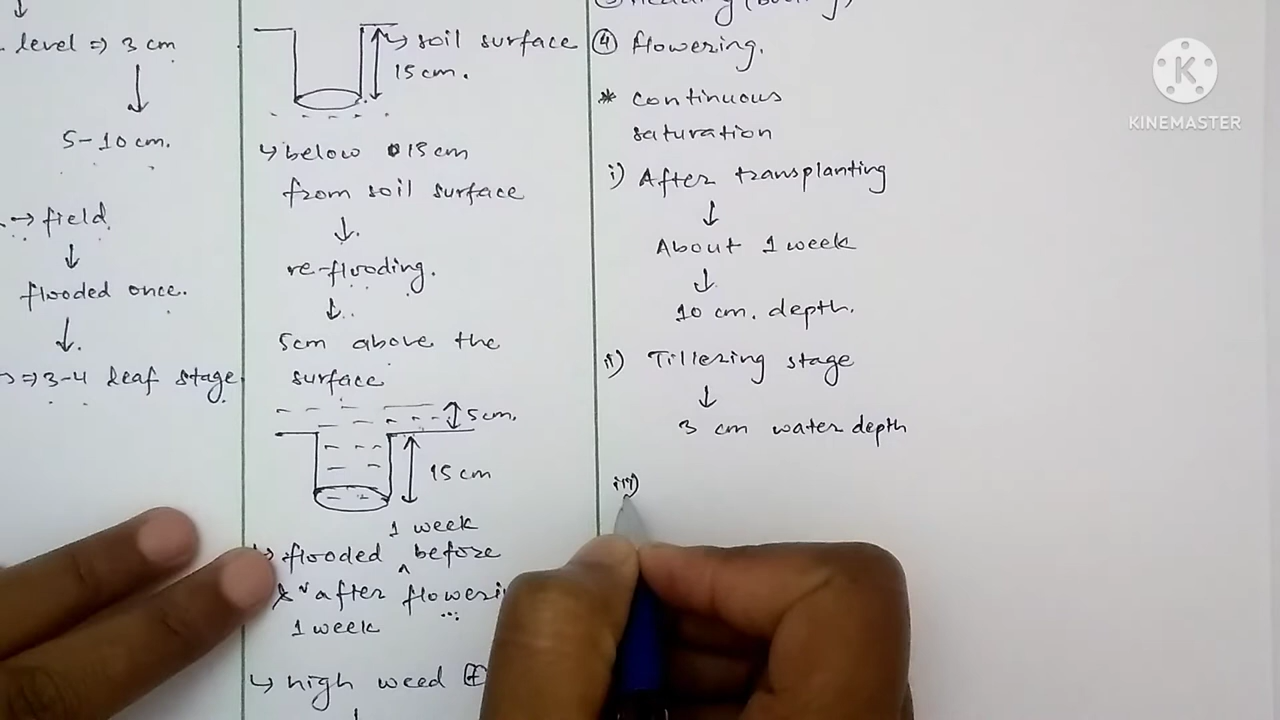 level ⇒ 3 cm
↓
5-10 cm.
→ field
↓
flooded once.
↓
⇒ 3-4 leaf stage
soil surface
15 cm.
↳ below 15 cm
from soil surface
↓
re-flooding.
↓
5cm above the
surface
5cm.
15 cm
1 week
↳ flooded ^ before
& ˅ after
1 week
↳ high weed
④ flowering.
* continuous
saturation
i) After transplanting
↓
About 1 week
↓
10 cm. depth.
ii) Tillering stage
↓
3 cm water depth
iii)
KINEMASTER